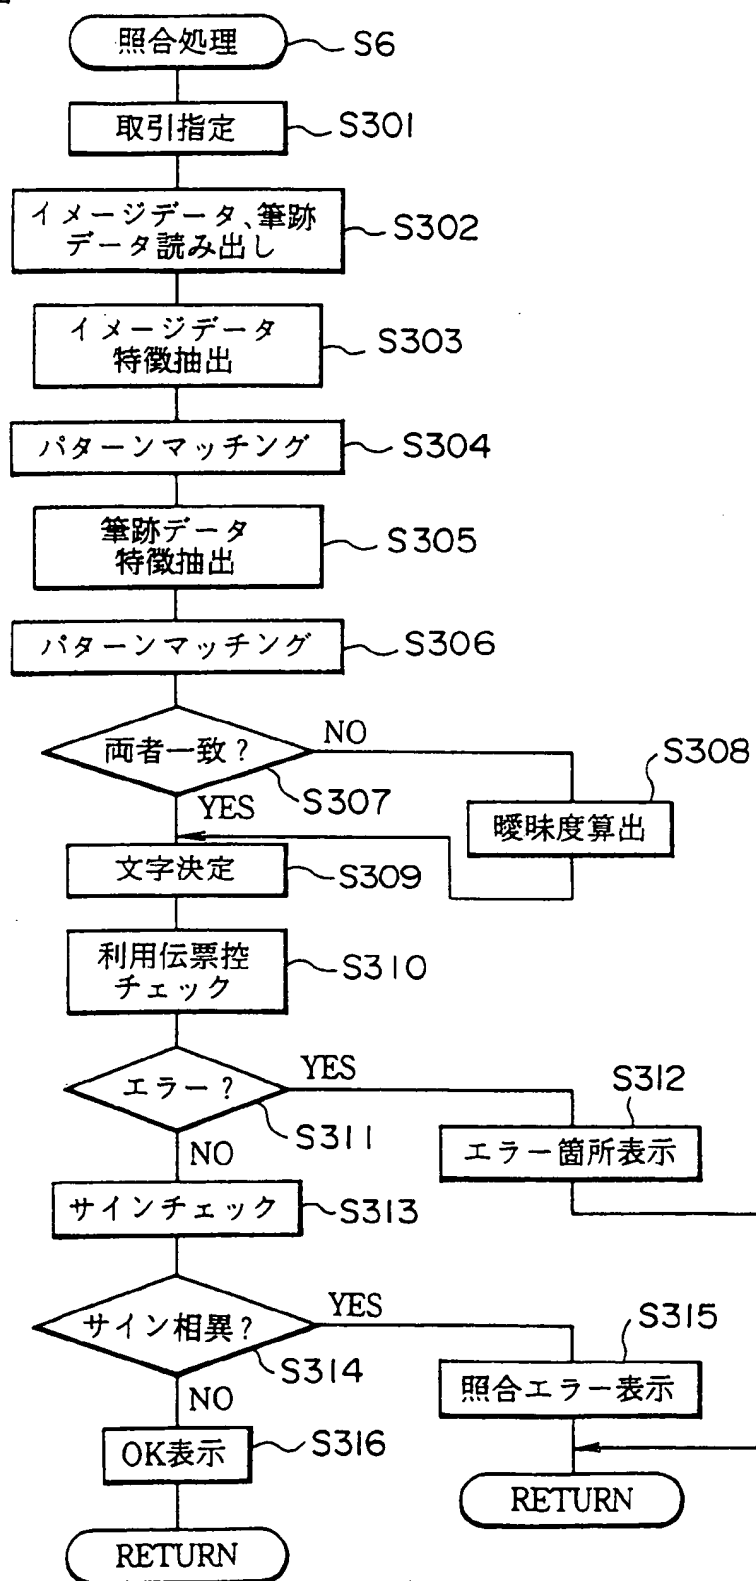 照合処理
S6
取引指定
S301
イメージデータ、筆跡
データ読み出し
S302
イメージデータ
特徴抽出
S303
パターンマッチング
S304
筆跡データ
特徴抽出
S305
パターンマッチング
S306
両者一致?
NO
S307
YES
S308
曖昧度算出
文字決定
S309
利用伝票控
チェック
S310
エラー?
YES
S311
NO
S312
エラー箇所表示
サインチェック
S313
サイン相異?
YES
S314
NO
S315
照合エラー表示
OK表示
S316
RETURN
RETURN